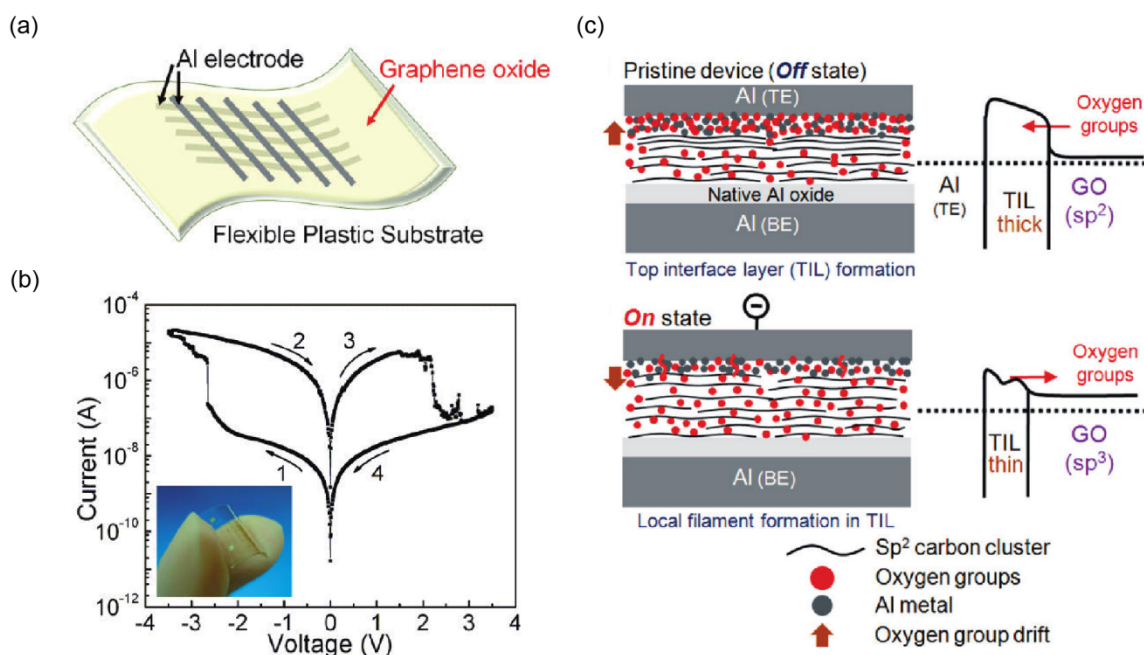 (a)
Al electrode
Graphene oxide
Flexible Plastic Substrate
(b)
Current (A)
10⁻⁴
10⁻⁶
10⁻⁸
10⁻¹⁰
10⁻¹²
2
3
1
4
-4 -3 -2 -1 0 1 2 3 4
Voltage (V)
(c)
Pristine device (Off state)
Al (TE)
Native Al oxide
Al (BE)
Top interface layer (TIL) formation
Oxygen
groups
Al
(TE)
TIL
thick
GO
(sp²)
On state
−
Al (BE)
Local filament formation in TIL
Oxygen
groups
TIL
thin
GO
(sp³)
Sp² carbon cluster
Oxygen groups
Al metal
Oxygen group drift